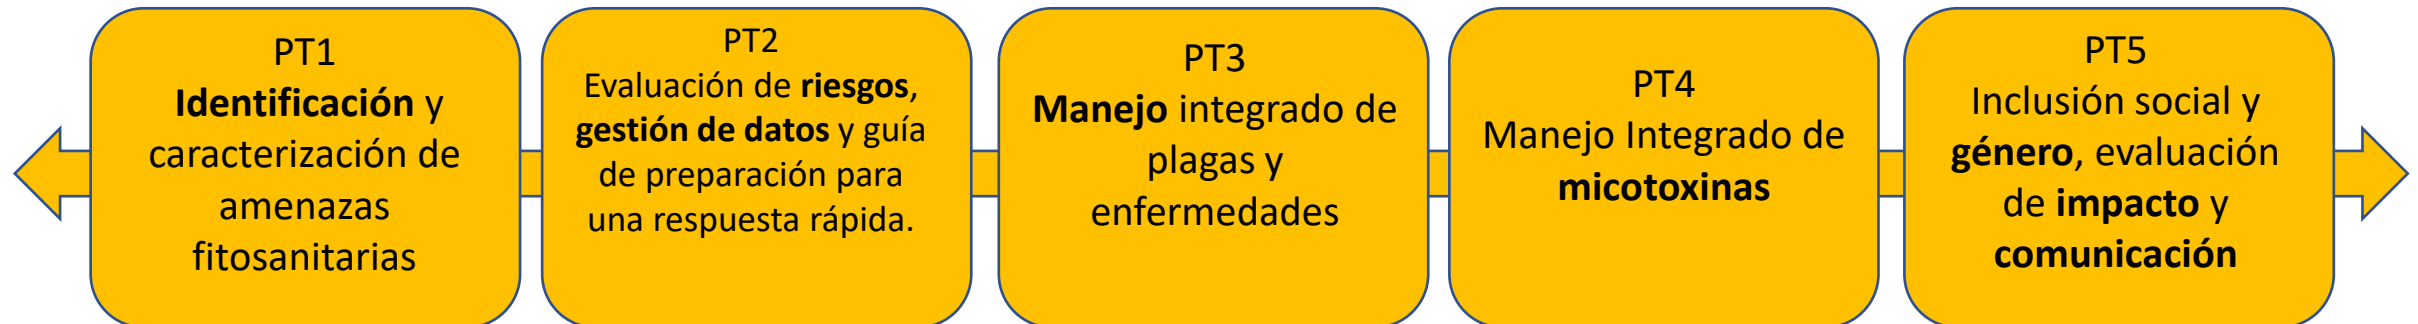 PT1
Identificación y
caracterización de
amenazas
fitosanitarias
PT2
Evaluación de riesgos,
gestión de datos y guía
de preparación para
una respuesta rápida.
PT3
Manejo integrado de
plagas y
enfermedades
PT4
Manejo Integrado de
micotoxinas
PT5
Inclusión social y
género, evaluación
de impacto y
comunicación